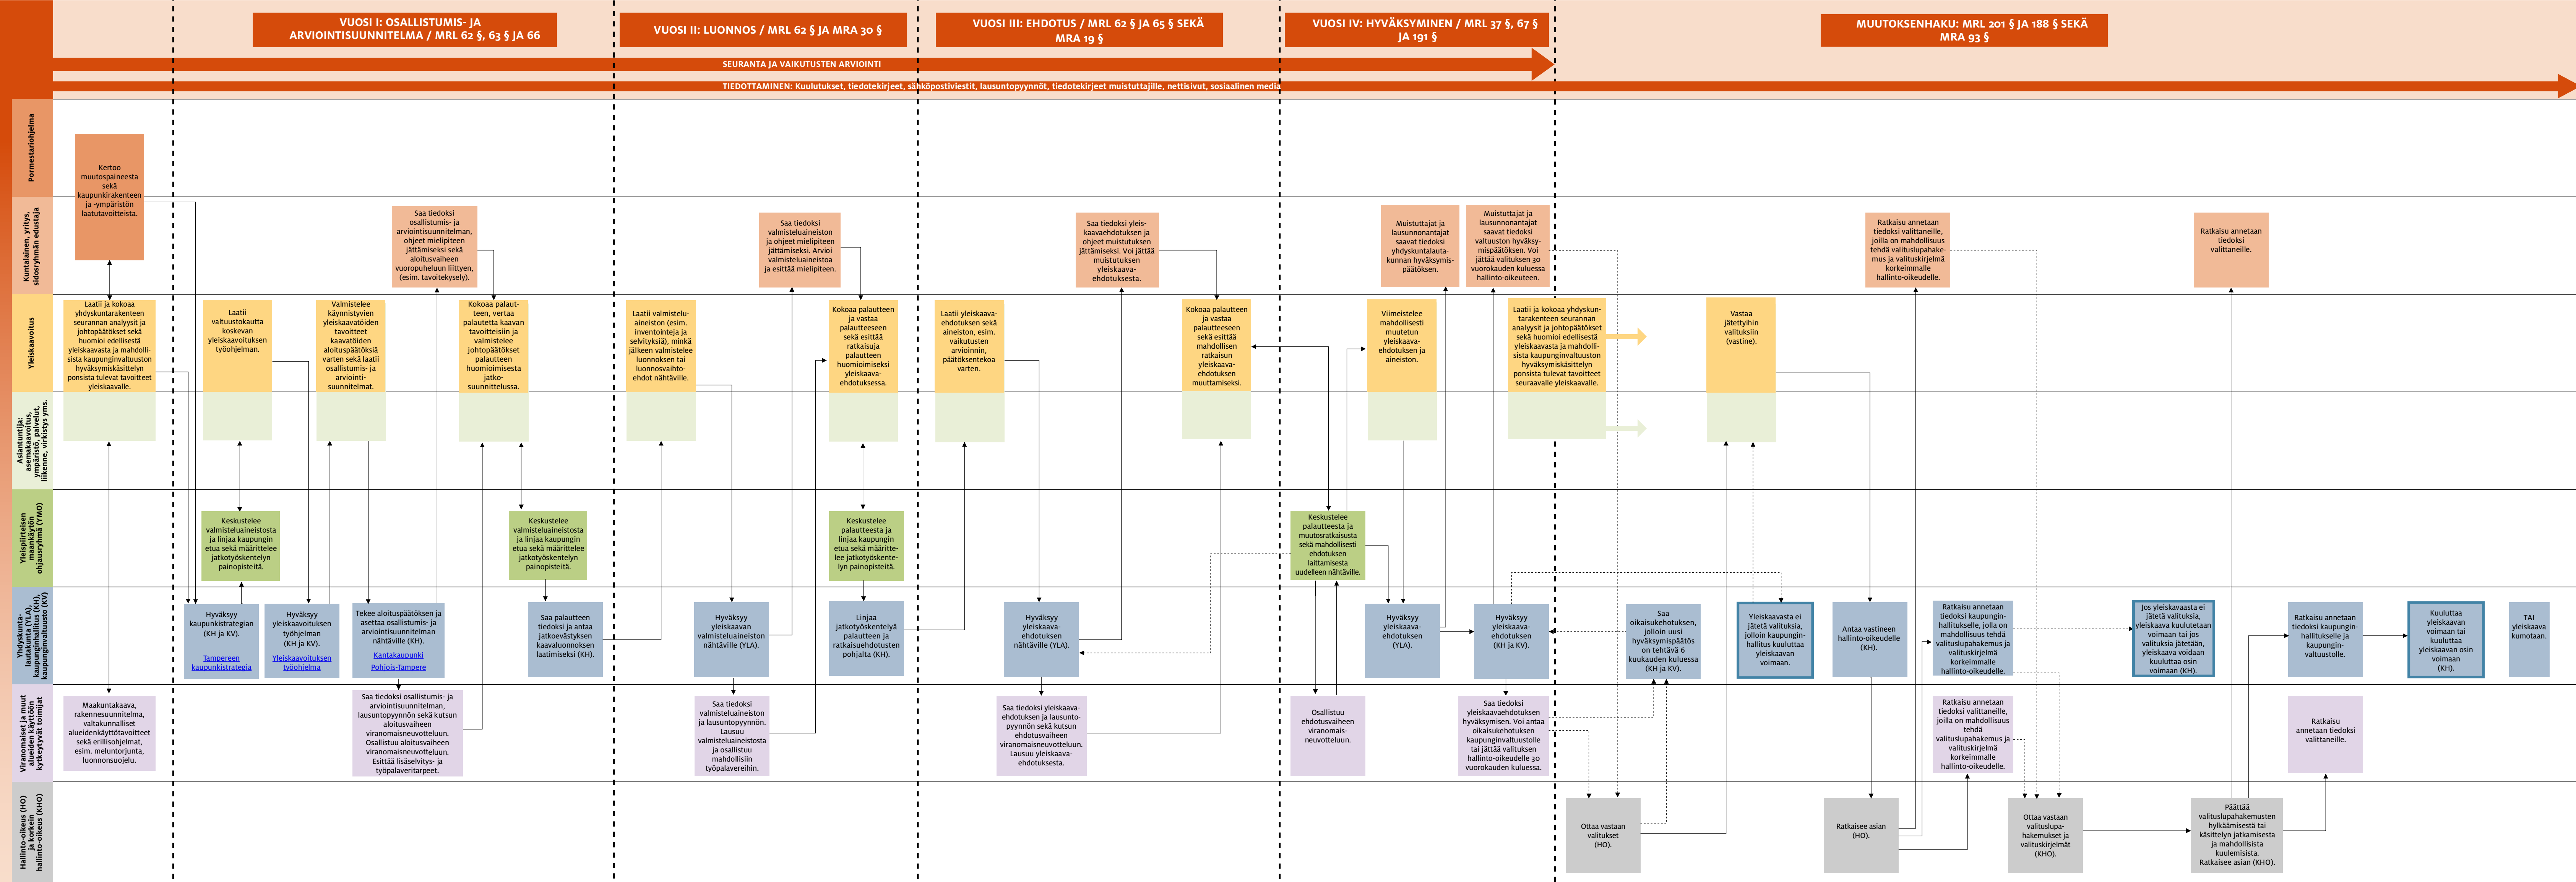 VUOSI I: OSALLISTUMIS- JA
ARVIOINTISUUNNITELMA / MRL 62 §, 63 § JA 66
VUOSI II: LUONNOS / MRL 62 § JA MRA 30 §
VUOSI III: EHDOTUS / MRL 62 § JA 65 § SEKÄ
MRA 19 §
VUOSI IV: HYVÄKSYMINEN / MRL 37 §, 67 §
JA 191 §
MUUTOKSENHAKU: MRL 201 § JA 188 § SEKÄ
MRA 93 §
SEURANTA JA VAIKUTUSTEN ARVIOINTI
TIEDOTTAMINEN: Kuulutukset, tiedotekirjeet, sähköpostiviestit, lausuntopyynnöt, tiedotekirjeet muistuttajille, nettisivut, sosiaalinen media
Pormestariohjelma
Kertoo
muutospaineesta
sekä
kaupunkirakenteen
ja -ympäristön
laatutavoitteista.
Kuntalainen, yritys,
sidosryhmän edustaja
Saa tiedoksi
osallistumis- ja
arviointisuunnitelman,
ohjeet mielipiteen
jättämiseksi sekä
aloitusvaiheen
vuoropuheluun liittyen,
(esim. tavoitekysely).
Saa tiedoksi
valmisteluaineiston
ja ohjeet mielipiteen
jättämiseksi. Arvioi
valmisteluaineistoa
ja esittää mielipiteen.
Saa tiedoksi yleis-
kaavaehdotuksen ja
ohjeet muistutuksen
jättämiseksi. Voi jättää
muistutuksen
yleiskaava-
ehdotuksesta.
Muistuttajat ja
lausunnonantajat
saavat tiedoksi
yhdyskuntalauta-
kunnan hyväksymis-
päätöksen.
Muistuttajat ja
lausunnonantajat
saavat tiedoksi
valtuuston hyväksy-
mispäätöksen. Voi
jättää valituksen 30
vuorokauden kuluessa
hallinto-oikeuteen.
Ratkaisu annetaan
tiedoksi valittaneille,
joilla on mahdollisuus
tehdä valituslupahake-
mus ja valituskirjelmä
korkeimmalle
hallinto-oikeudelle.
Ratkaisu annetaan
tiedoksi
valittaneille.
Yleiskaavoitus
Laatii ja kokoaa
yhdyskuntarakenteen
seurannan analyysit ja
johtopäätökset sekä
huomioi edellisestä
yleiskaavasta ja mahdolli-
sista kaupunginvaltuuston
hyväksymiskäsittelyn
ponsista tulevat tavoitteet
yleiskaavalle.
Laatii
valtuustokautta
koskevan
yleiskaavoituksen
työohjelman.
Valmistelee
käynnistyvien
yleiskaavatöiden
tavoitteet
kaavatöiden
aloituspäätöksiä
varten sekä laatii
osallistumis- ja
arviointi-
suunnitelmat.
Kokoaa palaut-
teen, vertaa
palautetta kaavan
tavoitteisiin ja
valmistelee
johtopäätökset
palautteen
huomioimisesta
jatko-
suunnittelussa.
Laatii valmistelu-
aineiston (esim.
inventointeja ja
selvityksiä), minkä
jälkeen valmistelee
luonnoksen tai
luonnosvaihto-
ehdot nähtäville.
Kokoaa palautteen
ja vastaa
palautteeseen
sekä esittää
ratkaisuja
palautteen
huomioimiseksi
yleiskaava-
ehdotuksessa.
Laatii yleiskaava-
ehdotuksen sekä
aineiston, esim.
vaikutusten
arvioinnin,
päätöksentekoa
varten.
Kokoaa palautteen
ja vastaa
palautteeseen
sekä esittää
mahdollisen
ratkaisun
yleiskaava-
ehdotuksen
muuttamiseksi.
Viimeistelee
mahdollisesti
muutetun
yleiskaava-
ehdotuksen ja
aineiston.
Laatii ja kokoaa yhdyskun-
tarakenteen seurannan
analyysit ja johtopäätökset
sekä huomioi edellisestä
yleiskaavasta ja mahdolli-
sista kaupunginvaltuuston
hyväksymiskäsittelyn
ponsista tulevat tavoitteet
seuraavalle yleiskaavalle.
Vastaa
jätettyihin
valituksiin
(vastine).
Asiantuntija:
asemakaavoitus,
ympäristö, palvelut,
liikenne, virkistys yms.
Yleispiirteisen
maankäytön
ohjausryhmä (YMO)
Keskustelee
valmisteluaineistosta
ja linjaa kaupungin
etua sekä määrittelee
jatkotyöskentelyn
painopisteitä.
Keskustelee
valmisteluaineistosta
ja linjaa kaupungin
etua sekä määrittelee
jatkotyöskentelyn
painopisteitä.
Keskustelee
palautteesta ja
linjaa kaupungin
etua sekä määritte-
lee jatkotyöskente-
lyn painopisteitä.
Keskustelee
palautteesta ja
muutosratkaisusta
sekä mahdollisesti
ehdotuksen
laittamisesta
uudelleen nähtäville.
Yhdyskunta-
lautakunta (YLA),
kaupunginhallitus (KH),
kaupunginvaltuusto (KV)
Hyväksyy
kaupunkistrategian
(KH ja KV).
Tampereen
kaupunkistrategia
Hyväksyy
yleiskaavoituksen
työohjelman
(KH ja KV).
Yleiskaavoituksen
työohjelma
Tekee aloituspäätöksen ja
asettaa osallistumis- ja
arviointisuunnitelman
nähtäville (KH).
Kantakaupunki
Pohjois-Tampere
Saa palautteen
tiedoksi ja antaa
jatkoevästyksen
kaavaluonnoksen
laatimiseksi (KH).
Hyväksyy
yleiskaavan
valmisteluaineiston
nähtäville (YLA).
Linjaa
jatkotyöskentelyä
palautteen ja
ratkaisuehdotusten
pohjalta (KH).
Hyväksyy
yleiskaava-
ehdotuksen
nähtäville (YLA).
Hyväksyy
yleiskaava-
ehdotuksen
(YLA).
Hyväksyy
yleiskaava-
ehdotuksen
(KH ja KV).
Saa
oikaisukehotuksen,
jolloin uusi
hyväksymispäätös
on tehtävä 6
kuukauden kuluessa
(KH ja KV).
Yleiskaavasta ei
jätetä valituksia,
jolloin kaupungin-
hallitus kuuluttaa
yleiskaavan
voimaan.
Antaa vastineen
hallinto-oikeudelle
(KH).
Ratkaisu annetaan
tiedoksi kaupungin-
hallitukselle, jolla on
mahdollisuus tehdä
valituslupahakemus ja
valituskirjelmä
korkeimmalle
hallinto-oikeudelle.
Jos yleiskavaasta ei
jätetä valituksia,
yleiskaava kuulutetaan
voimaan tai jos
valituksia jätetään,
yleiskaava voidaan
kuuluttaa osin
voimaan (KH).
Ratkaisu annetaan
tiedoksi kaupungin-
hallitukselle ja
kaupungin-
valtuustolle.
Kuuluttaa
yleiskaavan
voimaan tai
kuuluttaa
yleiskaavan osin
voimaan
(KH).
TAI
yleiskaava
kumotaan.
Viranomaiset ja muut
alueiden käyttöön
kytkeytyvät toimijat
Maakuntakaava,
rakennesuunnitelma,
valtakunnalliset
alueidenkäyttötavoitteet
sekä erillisohjelmat,
esim. meluntorjunta,
luonnonsuojelu.
Saa tiedoksi osallistumis- ja
arviointisuunnitelman,
lausuntopyynnön sekä kutsun
aloitusvaiheen
viranomaisneuvotteluun.
Osallistuu aloitusvaiheen
viranomaisneuvotteluun.
Esittää lisäselvitys- ja
työpalaveritarpeet.
Saa tiedoksi
valmisteluaineiston
ja lausuntopyynnön.
Lausuu
valmisteluaineistosta
ja osallistuu
mahdollisiin
työpalavereihin.
Saa tiedoksi yleiskaava-
ehdotuksen ja lausunto-
pyynnön sekä kutsun
ehdotusvaiheen
viranomaisneuvotteluun.
Lausuu yleiskaava-
ehdotuksesta.
Osallistuu
ehdotusvaiheen
viranomais-
neuvotteluun.
Saa tiedoksi
yleiskaavaehdotuksen
hyväksymisen. Voi antaa
oikaisukehotuksen
kaupunginvaltuustolle
tai jättää valituksen
hallinto-oikeudelle 30
vuorokauden kuluessa.
Ratkaisu annetaan
tiedoksi valittaneille,
joilla on mahdollisuus
tehdä
valituslupahakemus ja
valituskirjelmä
korkeimmalle
hallinto-oikeudelle.
Ratkaisu
annetaan tiedoksi
valittaneille.
Hallinto-oikeus (HO)
ja korkein
hallinto-oikeus (KHO)
Ottaa vastaan
valitukset
(HO).
Ratkaisee asian
(HO).
Ottaa vastaan
valituslupa-
hakemukset ja
valituskirjelmät
(KHO).
Päättää
valituslupahakemusten
hylkäämisestä tai
käsittelyn jatkamisesta
ja mahdollisista
kuulemisista.
Ratkaisee asian (KHO).